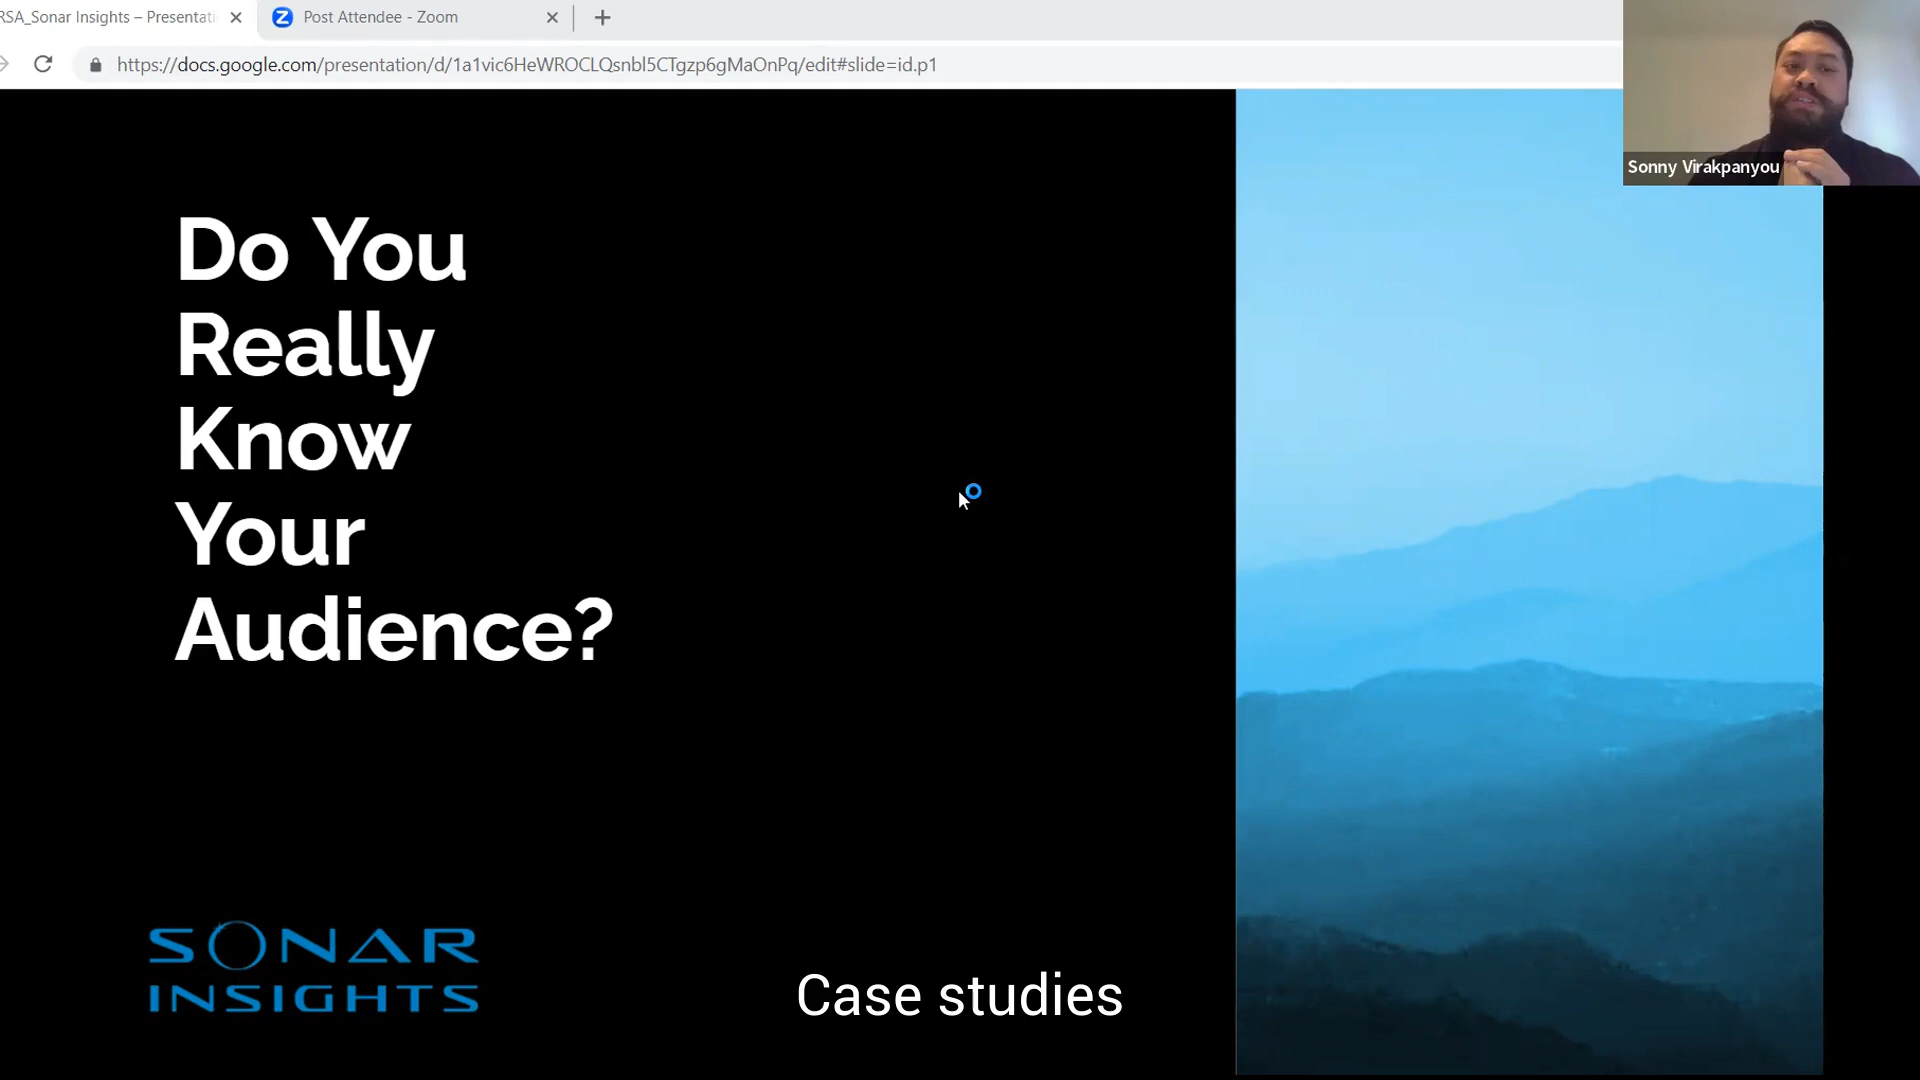 RSA_Sonar Insights – Presentati
Post Attendee - Zoom
https://docs.google.com/presentation/d/1a1vic6HeWROCLQsnbl5CTgzp6gMaOnPq/edit#slide=id.p1
Sonny Virakpanyou
Do You
Really
Know
Your
Audience?
SONAR
INSIGHTS
Case studies